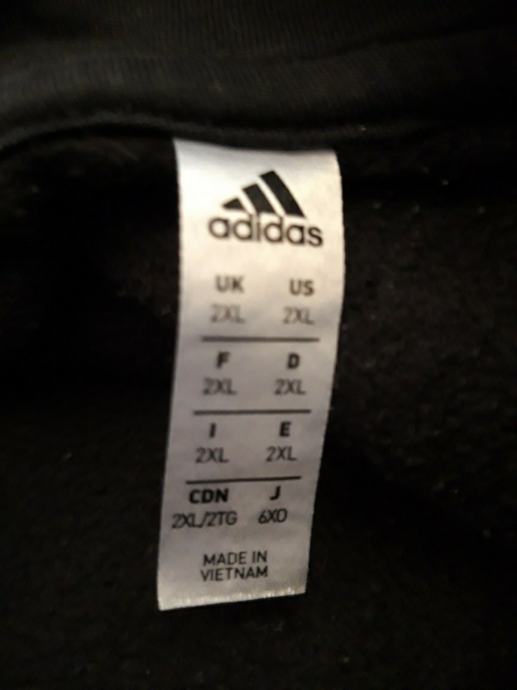 adidas
UK US
2XL 2XL
F D
2XL 2XL
I E
2XL 2XL
CDN J
2XL/2TG 6XO
MADE IN
VIETNAM